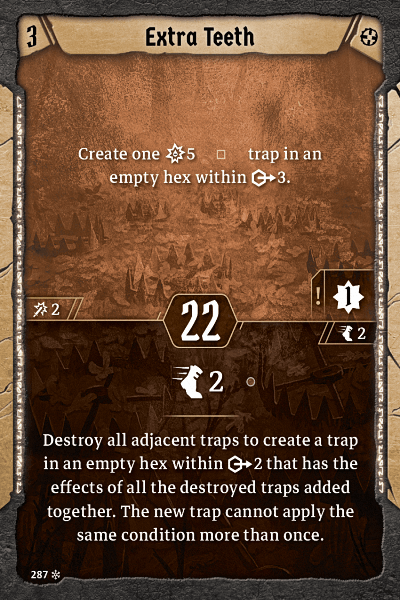 3
Extra Teeth
Create one 5 trap in an
empty hex within 3.
! 1
2
22
2
2
Destroy all adjacent traps to create a trap
in an empty hex within 2 that has the
effects of all the destroyed traps added
together. The new trap cannot apply the
same condition more than once.
287